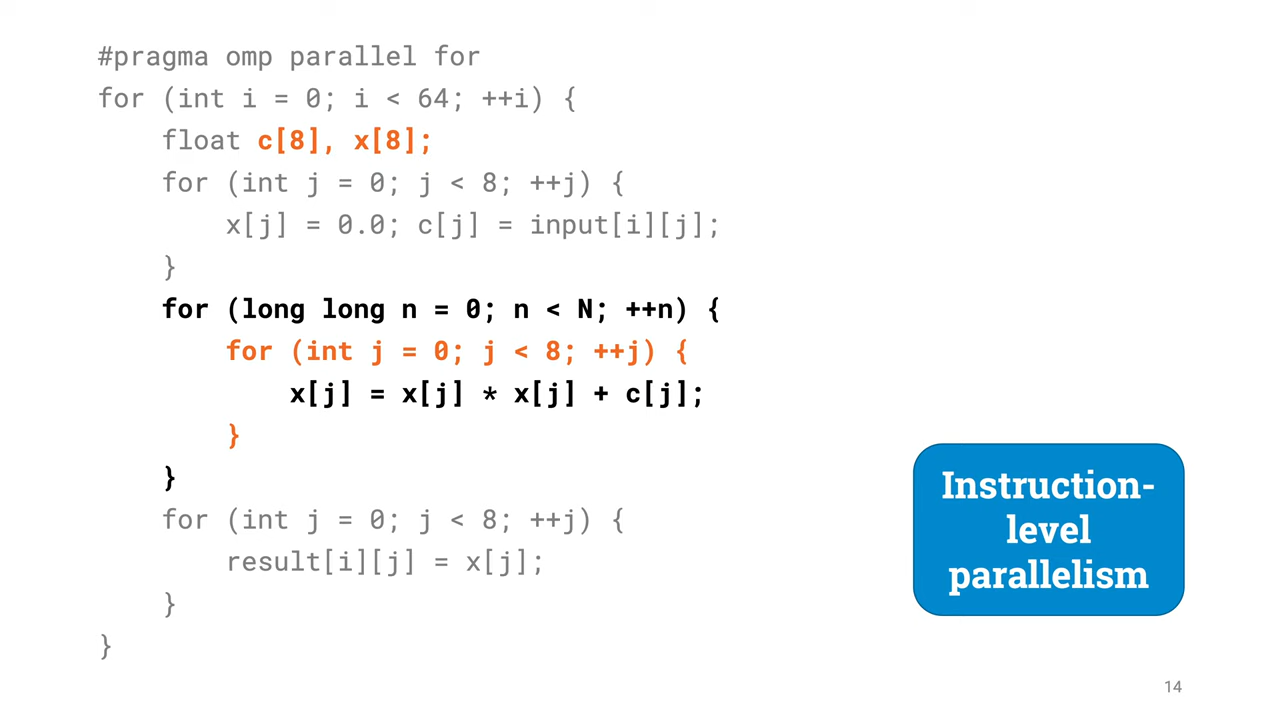 #pragma omp parallel for
for (int i = 0; i < 64; ++i) {
    float c[8], x[8];
    for (int j = 0; j < 8; ++j) {
        x[j] = 0.0; c[j] = input[i][j];
    }
    for (long long n = 0; n < N; ++n) {
        for (int j = 0; j < 8; ++j) {
            x[j] = x[j] * x[j] + c[j];
        }
    }
    for (int j = 0; j < 8; ++j) {
        result[i][j] = x[j];
    }
}
Instruction-
level
parallelism
14